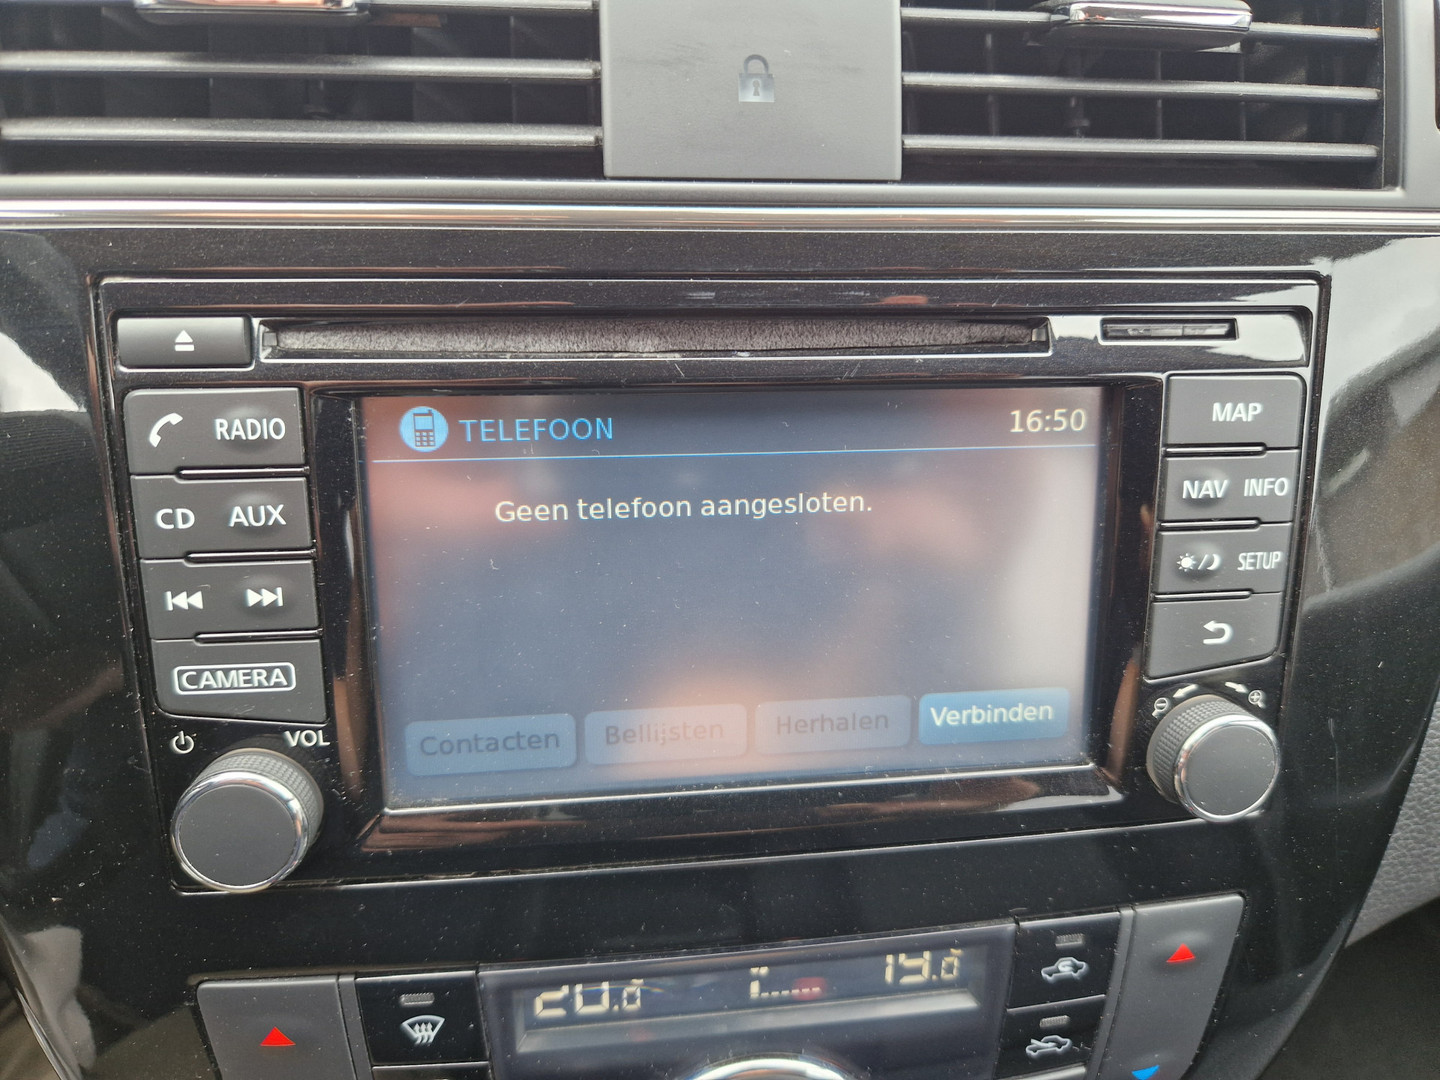 RADIO
CD AUX
CAMERA
VOL
TELEFOON 16:50
Geen telefoon aangesloten.
Contacten Bellijsten Herhalen Verbinden
MAP
NAV INFO
SETUP
20.0 19.0